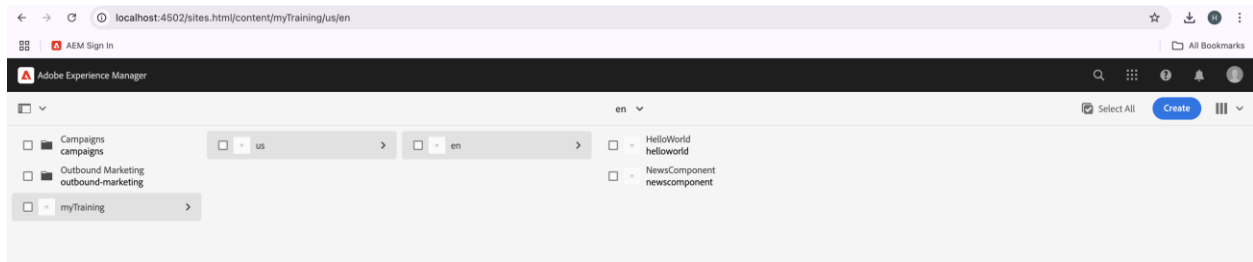 localhost:4502/sites.html/content/myTraining/us/en
H
AEM Sign In
All Bookmarks
Adobe Experience Manager
en
Select All
Create
Campaigns
campaigns
us
en
HelloWorld
helloworld
Outbound Marketing
outbound-marketing
NewsComponent
newscomponent
myTraining